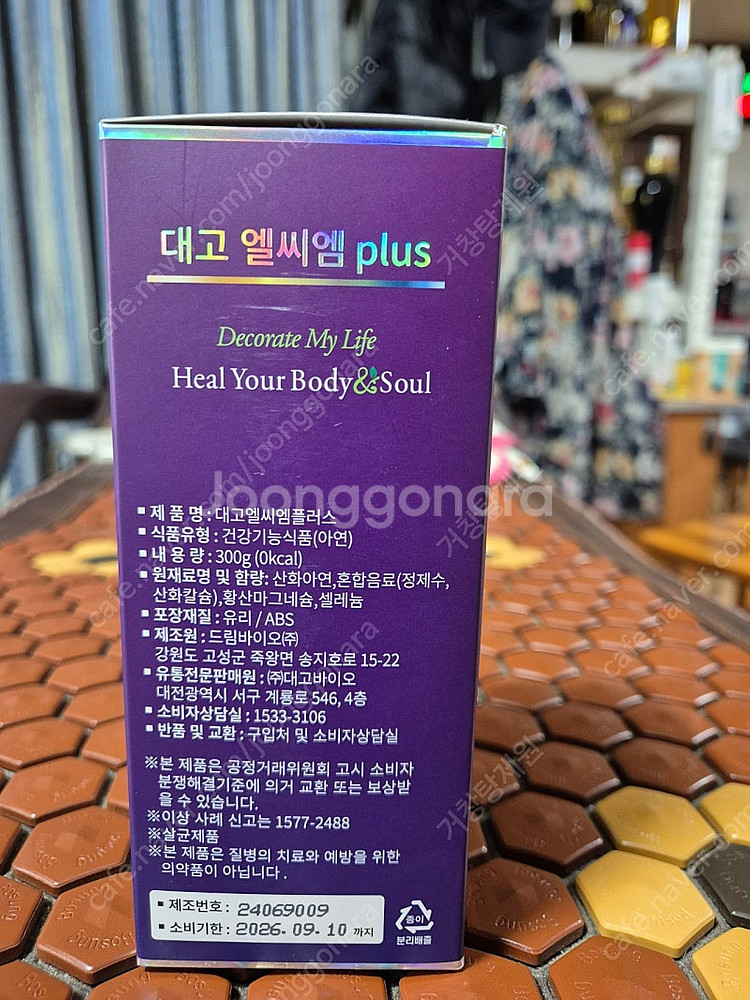 대고 엘씨엠 plus
Decorate My Life
Heal Your Body&Soul
Joonggonara
■ 제 품 명 : 대고엘씨엠플러스
■ 식품유형 : 건강기능식품(아연)
■ 내 용 량 : 300g (0kcal)
■ 원재료명 및 함량: 산화아연,혼합음료(정제수,
산화칼슘),황산마그네슘,셀레늄
■ 포장재질 : 유리 / ABS
■ 제조원 : 드림바이오㈜
강원도 고성군 죽왕면 송지호로 15-22
■ 유통전문판매원 : ㈜대고바이오
대전광역시 서구 계룡로 546, 4층
■ 소비자상담실 : 1533-3106
■ 반품 및 교환 : 구입처 및 소비자상담실
※본 제품은 공정거래위원회 고시 소비자
분쟁해결기준에 의거 교환 또는 보상받
을 수 있습니다.
※이상 사례 신고는 1577-2488
※살균제품
※본 제품은 질병의 치료와 예방을 위한
의약품이 아닙니다.
■ 제조번호 : 24069009
■ 소비기한 : 2026. 09. 10 까지
종이
분리배출
cafe.naver.com/joonggonara
거창탕제원